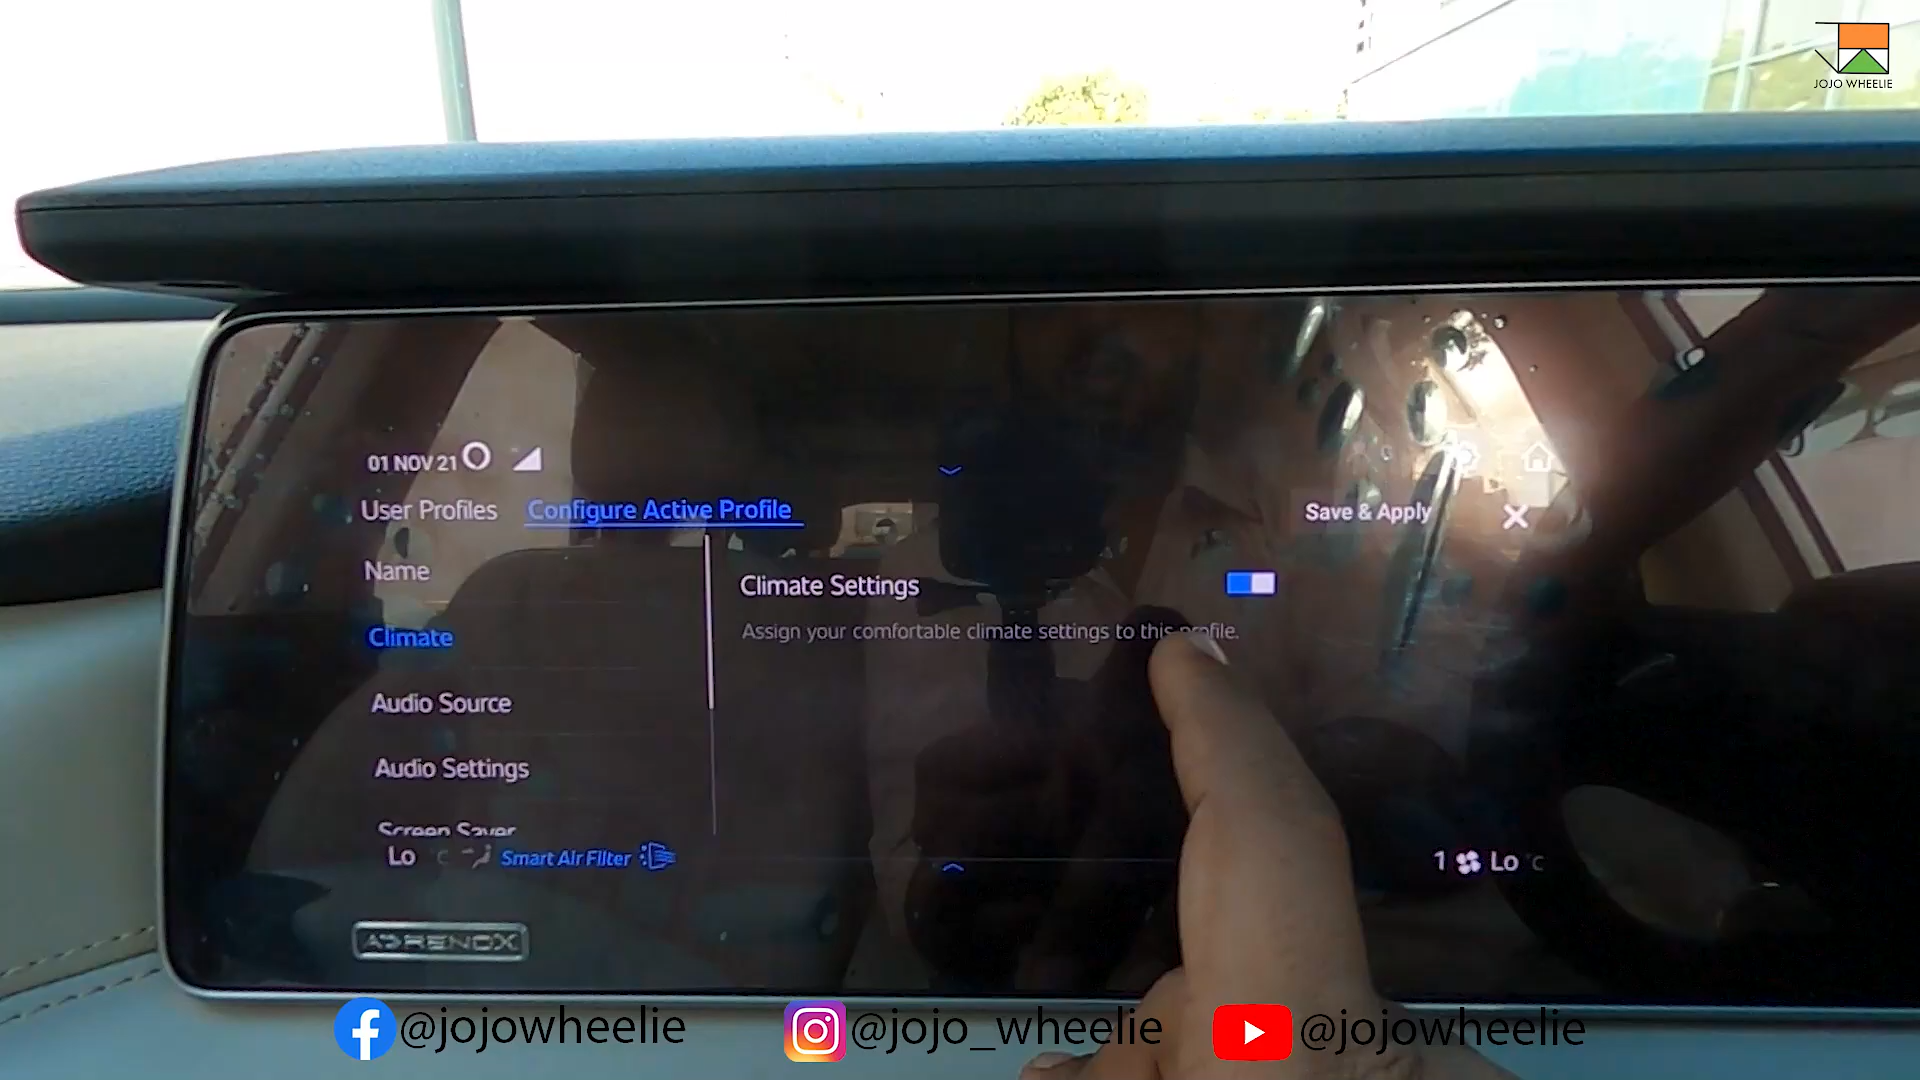 JOJO WHEELIE
01 NOV 21
User Profiles Configure Active Profile Save & Apply
Name
Climate Settings
Climate
Assign your comfortable climate settings to this profile.
Audio Source
Audio Settings
Screen Saver
Lo °C Smart Air Filter 1 Lo °C
ADRENOX
@jojowheelie @jojo_wheelie @jojowheelie